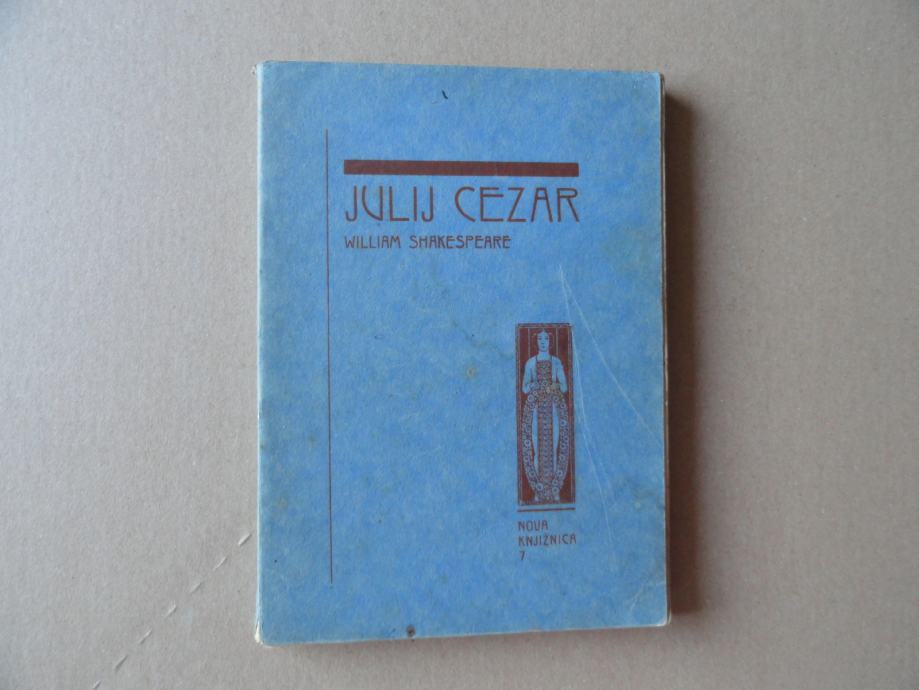 JULIJ CEZAR
WILLIAM SHAKESPEARE
NOVA
KNJIŽNICA
7